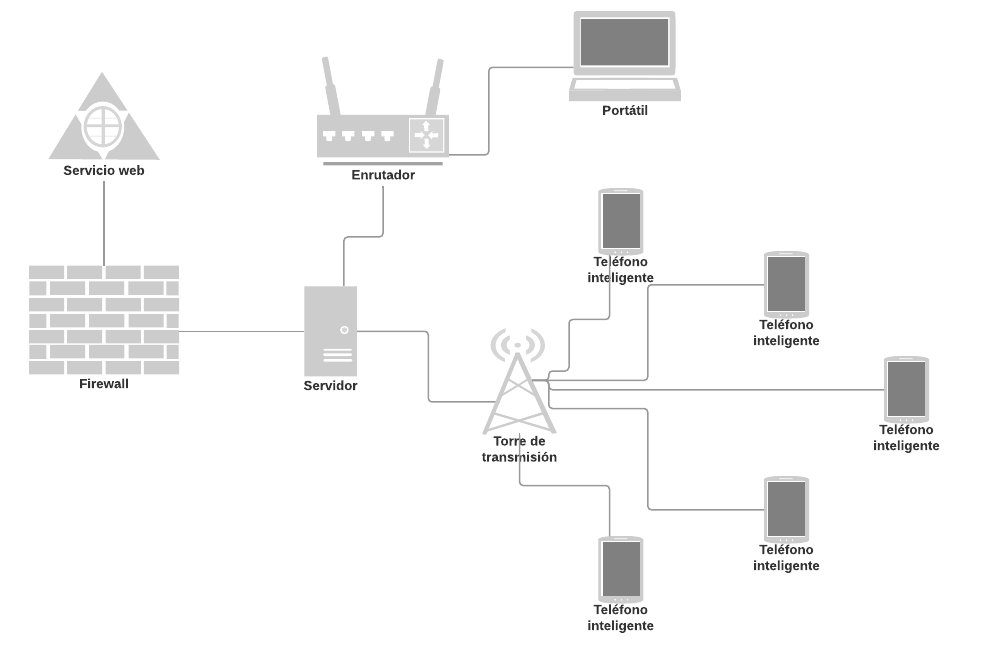 Portátil
Servicio web
Enrutador
Teléfono
inteligente
Teléfono
inteligente
Firewall
Servidor
Teléfono
inteligente
Torre de
transmisión
Teléfono
inteligente
Teléfono
inteligente